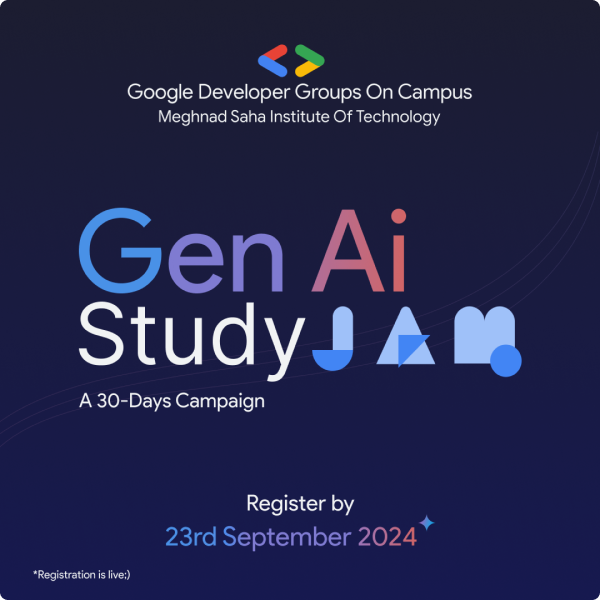 Google Developer Groups On Campus
Meghnad Saha Institute Of Technology
Gen Ai
Study JAM
A 30-Days Campaign
Register by
23rd September 2024
*Registration is live;)